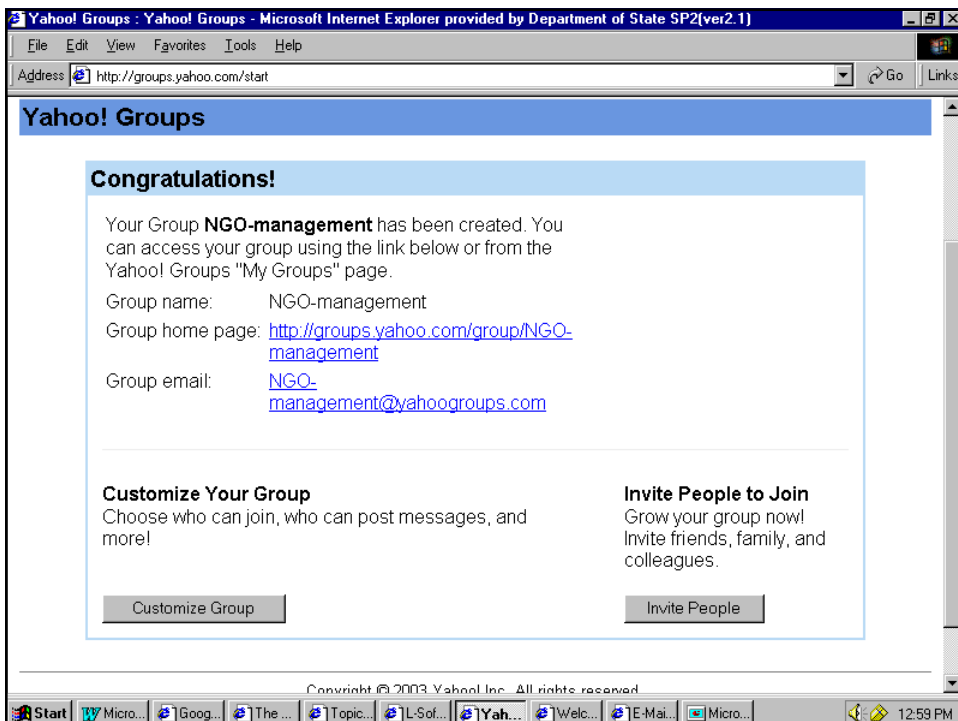 Yahoo! Groups : Yahoo! Groups - Microsoft Internet Explorer provided by Department of State SP2(ver2.1)
File Edit View Favorites Tools Help
Address http://groups.yahoo.com/start Go Links
Yahoo! Groups
Congratulations!
Your Group NGO-management has been created. You
can access your group using the link below or from the
Yahoo! Groups "My Groups" page.
Group name: NGO-management
Group home page: http://groups.yahoo.com/group/NGO-
management
Group email: NGO-
management@yahoogroups.com
Customize Your Group
Choose who can join, who can post messages, and
more!
Invite People to Join
Grow your group now!
Invite friends, family, and
colleagues.
Customize Group
Invite People
Copyright © 2003 Yahoo! Inc. All rights reserved
Start Micro... Goog... The ... Topic... L-Sof... Yah... Welc... E-Mai... Micro... 12:59 PM